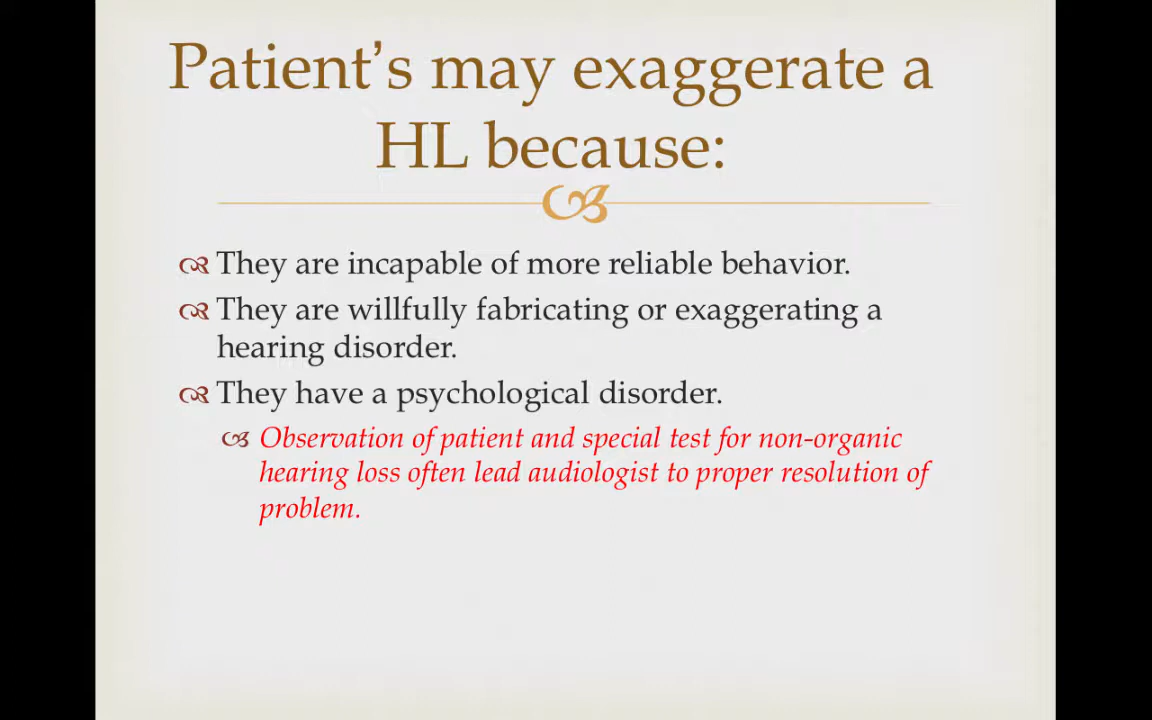 Patient’s may exaggerate a
HL because:
They are incapable of more reliable behavior.
They are willfully fabricating or exaggerating a
hearing disorder.
They have a psychological disorder.
Observation of patient and special test for non-organic
hearing loss often lead audiologist to proper resolution of
problem.